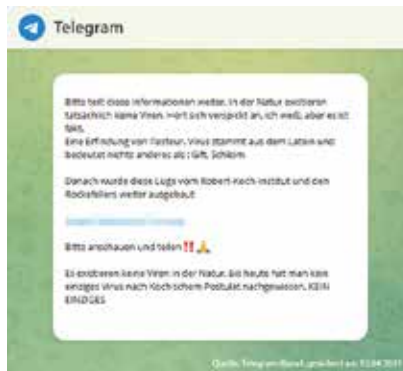 Telegram
Bitte teilt diese Informationen weiter. In der Natur existieren
tatsächlich keine Viren. Hört sich verspickt an, ich weiß, aber es ist
fakt.
Eine Erfindung von Pasteur. Virus stammt aus dem Latein und
bedeutet nichts anderes als : Gift, Schleim
Danach wurde diese Lüge vom Robert-Koch-Institut und den
Rockefellers weiter ausgebaut
Bitte anschauen und teilen ‼️🙏
Es existieren keine Viren in der Natur. Bis heute hat man kein
einziges Virus nach Koch'schem Postulat nachgewiesen. KEIN
EINZIGES
Quelle: Telegram-Kanal, geändert am